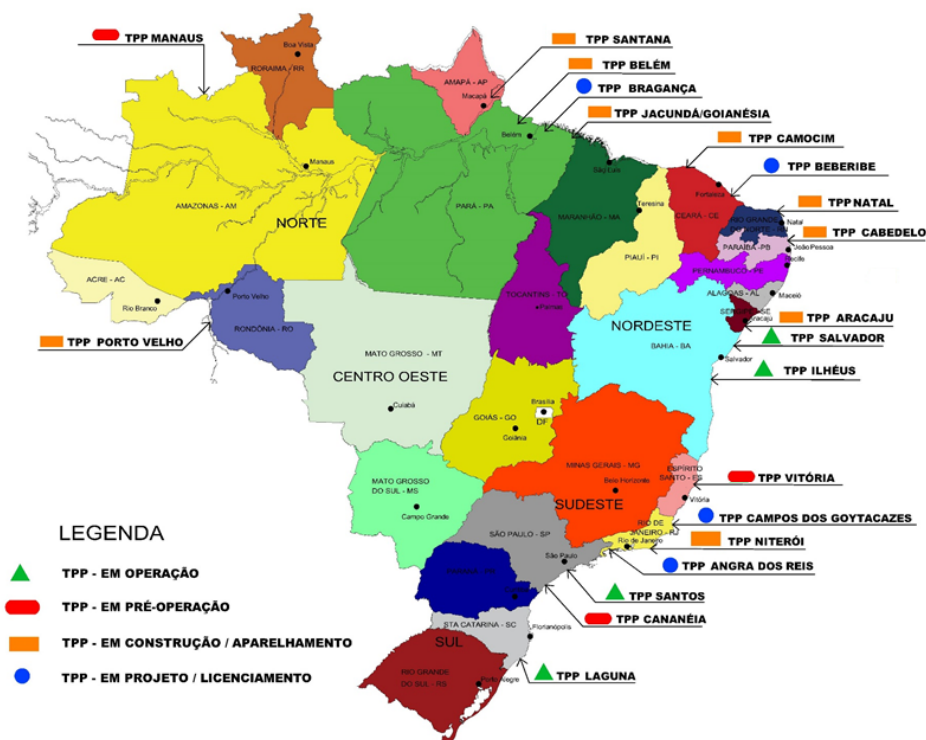 TPP MANAUS
Boa Vista
RORAIMA - RR
TPP SANTANA
TPP BELÉM
AMAPÁ - AP
Macapá
TPP BRAGANÇA
TPP JACUNDÁ/GOIANÉSIA
Belém
TPP CAMOCIM
Manaus
São Luís
TPP BEBERIBE
Fortaleza
AMAZONAS - AM
NORTE
PARÁ - PA
MARANHÃO - MA
Teresina
CEARÁ - CE
TPP NATAL
RIO GRANDE
DO NORTE - RN
Natal
TPP CABEDELO
PARAÍBA - PB
João Pessoa
PIAUÍ - PI
Recife
PERNAMBUCO - PE
ACRE - AC
Rio Branco
Porto Velho
RONDÔNIA - RO
TOCANTINS - TO
Palmas
ALAGOAS - AL
Maceió
SERGIPE - SE
Aracajú
TPP ARACAJU
NORDESTE
BAHIA - BA
TPP SALVADOR
Salvador
TPP PORTO VELHO
MATO GROSSO - MT
CENTRO OESTE
TPP ILHÉUS
Cuiabá
Brasília
DF
GOIÁS - GO
Goiânia
MINAS GERAIS - MG
Belo Horizonte
ESPÍRITO
SANTO - ES
TPP VITÓRIA
Vitória
MATO GROSSO
DO SUL - MS
Campo Grande
SUDESTE
TPP CAMPOS DOS GOYTACAZES
RIO DE
JANEIRO - RJ
Rio de Janeiro
TPP NITERÓI
SÃO PAULO - SP
São Paulo
TPP ANGRA DOS REIS
TPP SANTOS
TPP CANANÉIA
STA CATARINA - SC
Florianópolis
SUL
TPP LAGUNA
RIO GRANDE
DO SUL - RS
Porto Alegre
LEGENDA
TPP - EM OPERAÇÃO
TPP - EM PRÉ-OPERAÇÃO
TPP - EM CONSTRUÇÃO / APARELHAMENTO
TPP - EM PROJETO / LICENCIAMENTO